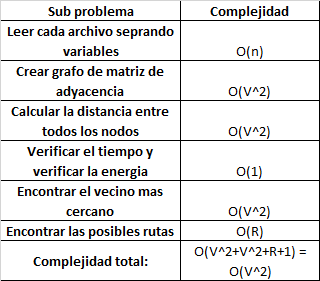 Sub problema Complejidad
Leer cada archivo seprando
variables O(n)
Crear grafo de matriz de
adyacencia O(V^2)
Calcular la distancia entre
todos los nodos O(V^2)
Verificar el tiempo y
verificar la energia O(1)
Encontrar el vecino mas
cercano O(V^2)
Encontrar las posibles rutas O(R)
Complejidad total: O(V^2+V^2+R+1) =
O(V^2)